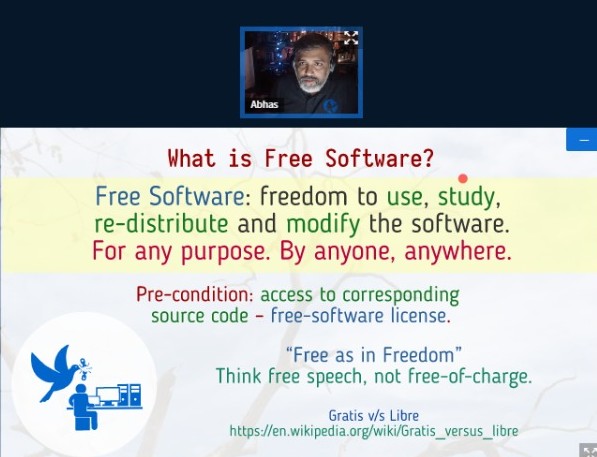 Abhas
What is Free Software?
Free Software: freedom to use, study,
re-distribute and modify the software.
For any purpose. By anyone, anywhere.
Pre-condition: access to corresponding
source code – free-software license.
“Free as in Freedom”
Think free speech, not free-of-charge.
Gratis v/s Libre
https://en.wikipedia.org/wiki/Gratis_versus_libre